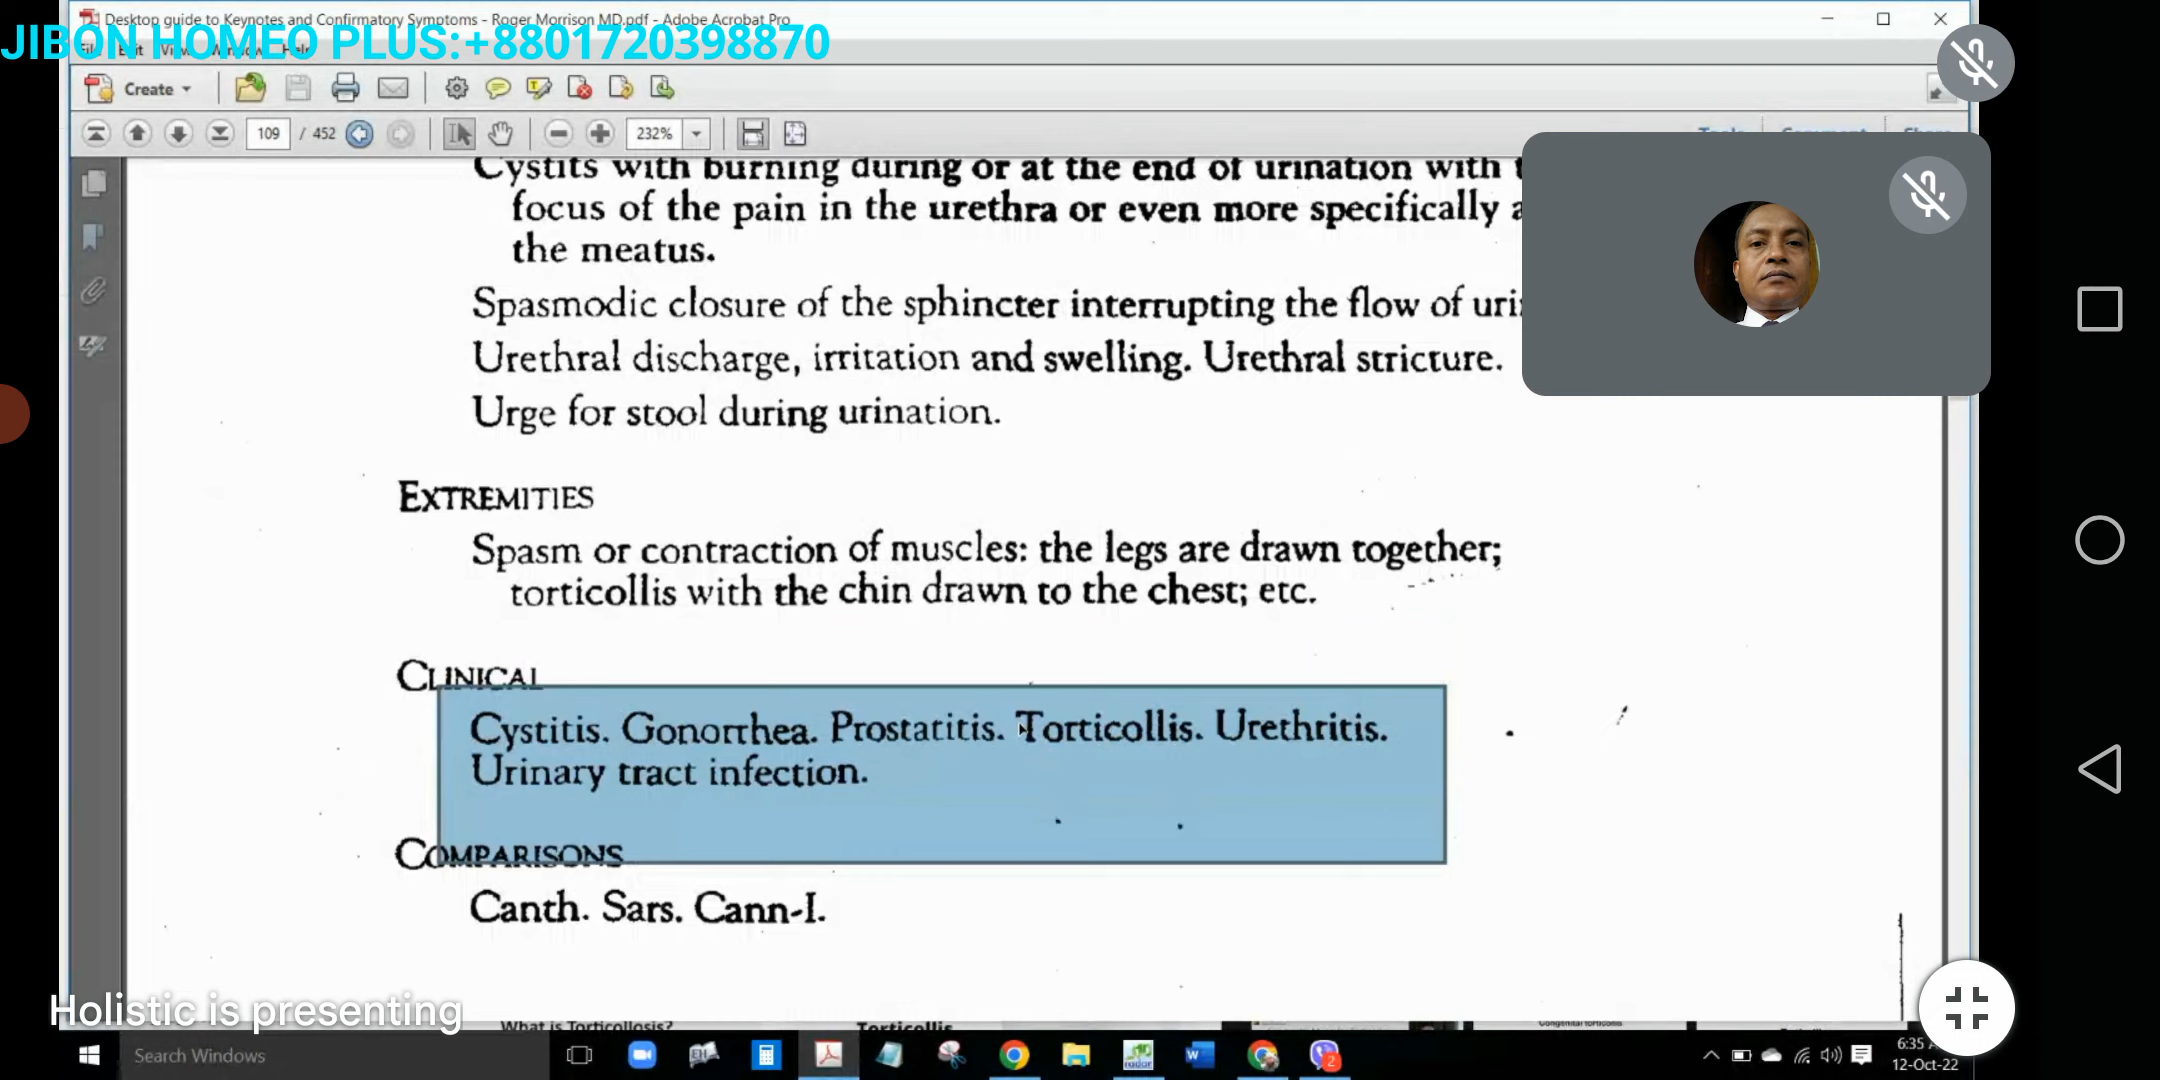 Desktop guide to Keynotes and Confirmatory Symptoms - Roger Morrison MD.pdf - Adobe Acrobat Pro
JIBON HOMEO PLUS:+8801720398870
Create
109 / 452
232%
Cystits with burning during or at the end of urination with
focus of the pain in the urethra or even more specifically
the meatus.
Spasmodic closure of the sphincter interrupting the flow of
Urethral discharge, irritation and swelling. Urethral stricture.
Urge for stool during urination.
EXTREMITIES
Spasm or contraction of muscles: the legs are drawn together;
torticollis with the chin drawn to the chest; etc.
CLINICAL
Cystitis. Gonorrhea. Prostatitis. Torticollis. Urethritis.
Urinary tract infection.
COMPARISONS
Canth. Sars. Cann-I.
Holistic is presenting
What is Torticollosis? Torticollis
Search Windows
2
6:35
12-Oct-22